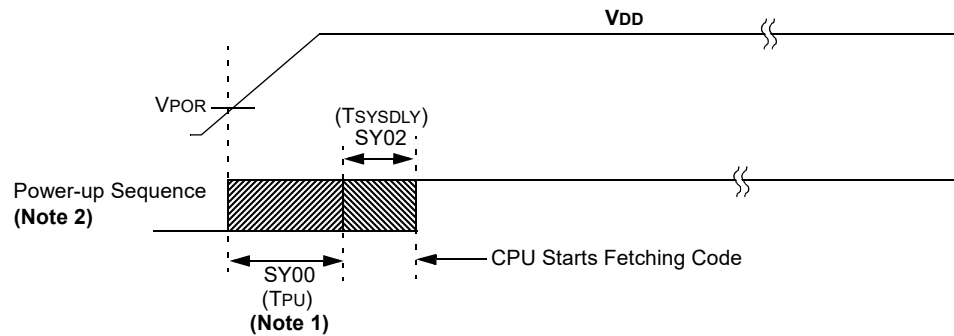 VDD
VPOR
(TSYSDLY)
SY02
Power-up Sequence
(Note 2)
CPU Starts Fetching Code
SY00
(TPU)
(Note 1)